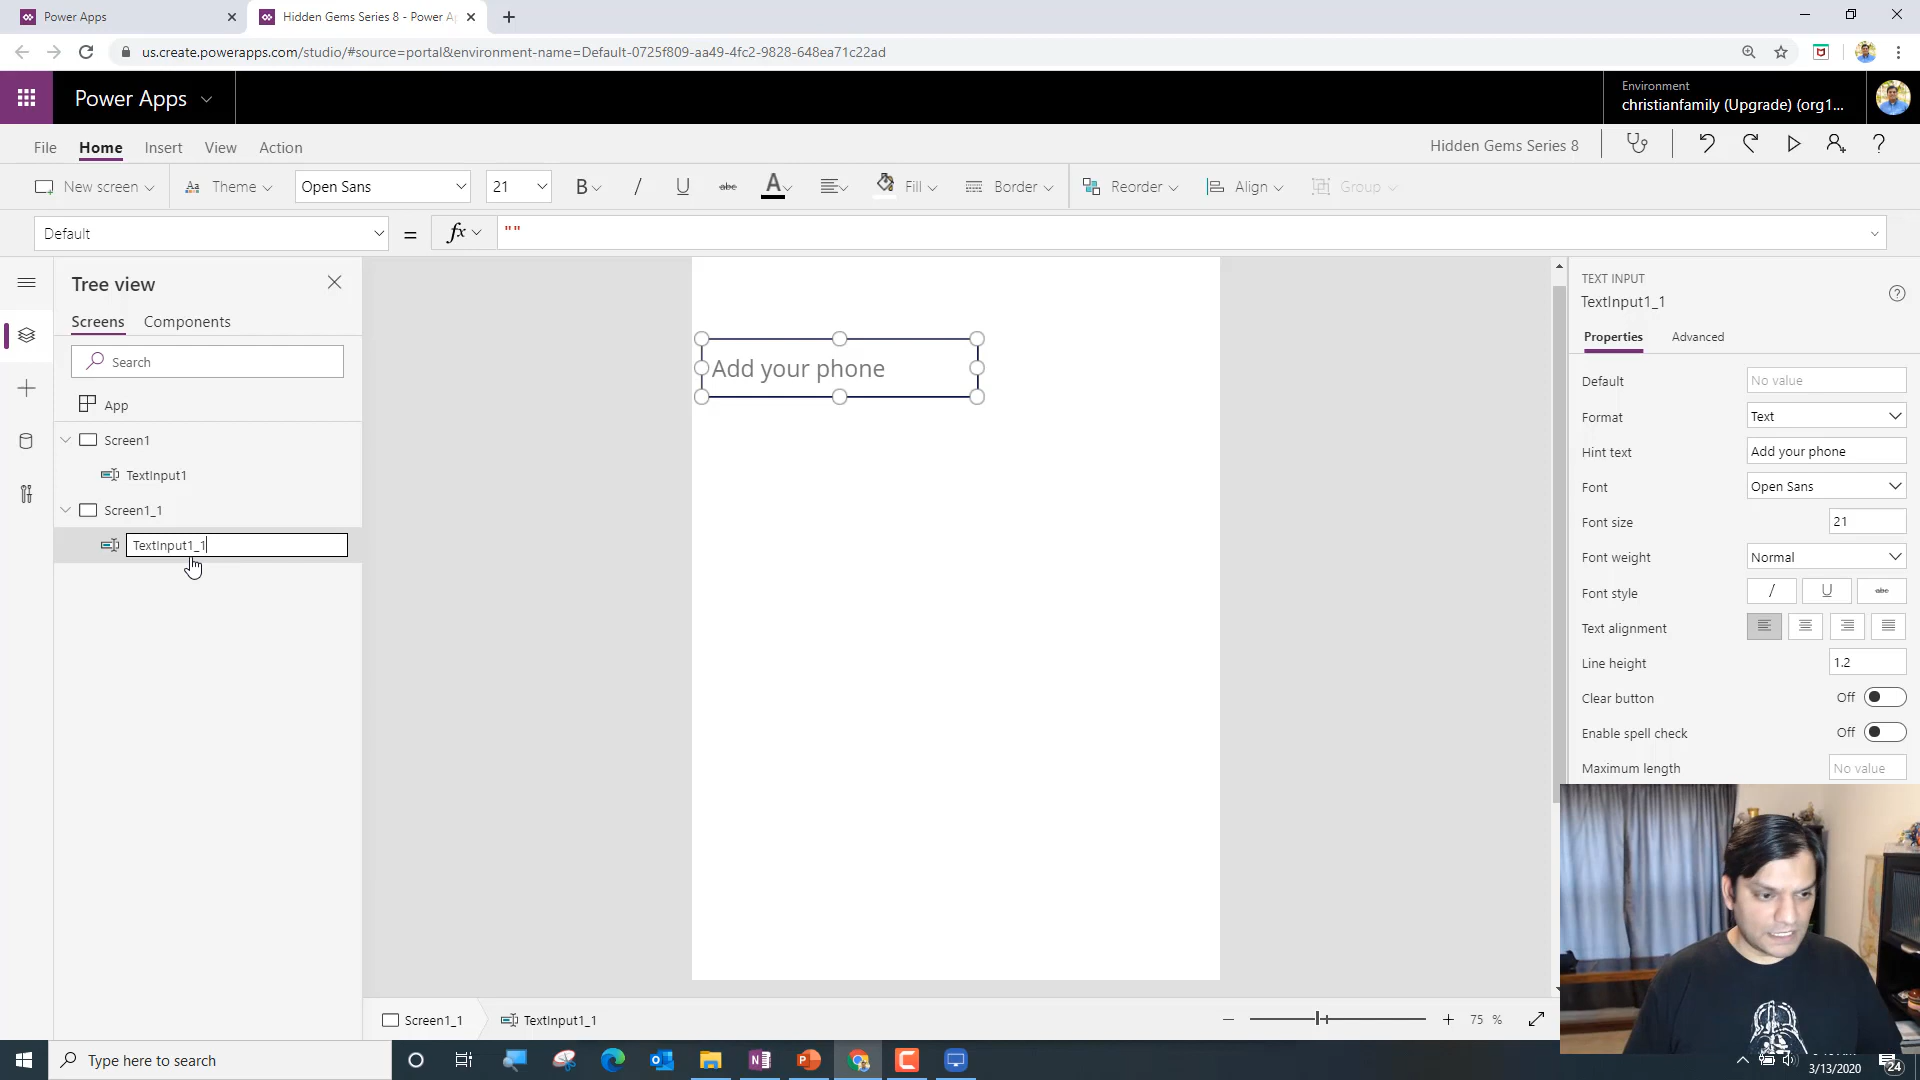 Power Apps
Hidden Gems Series 8 - Power Ap
us.create.powerapps.com/studio/#source=portal&environment-name=Default-0725f809-aa49-4fc2-9828-648ea71c22ad
Power Apps
Environment
christianfamily (Upgrade) (org1...
File Home Insert View Action
Hidden Gems Series 8
New screen Theme Open Sans 21 B / U abc A Fill Border Reorder Align Group
Default = fx ""
Tree view
Screens Components
Search
App
Screen1
TextInput1
Screen1_1
TextInput1_1
Add your phone
TEXT INPUT
TextInput1_1
Properties Advanced
Default No value
Format Text
Hint text Add your phone
Font Open Sans
Font size 21
Font weight Normal
Font style / U abc
Text alignment
Line height 1.2
Clear button Off
Enable spell check Off
Maximum length No value
Screen1_1 TextInput1_1
75 %
Type here to search
3/13/2020
24